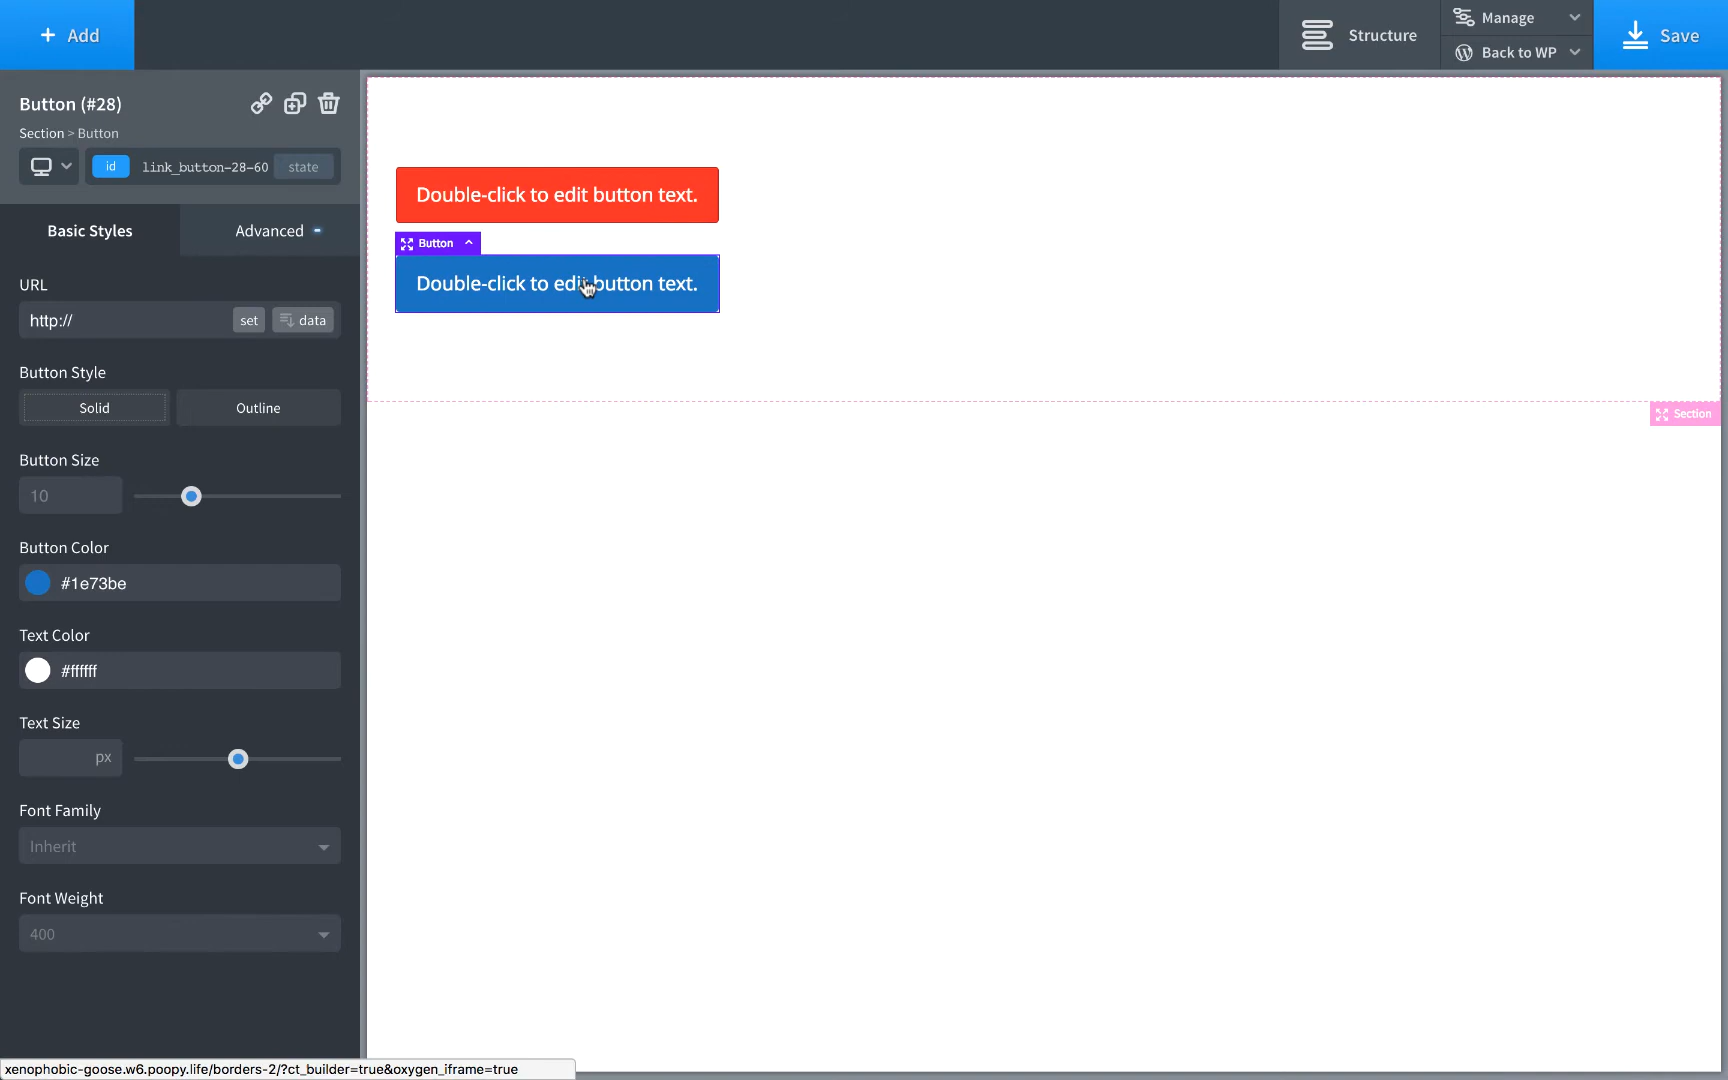 Add
Structure
Manage
Back to WP
Save
Button (#28)
Section > Button
id link_button-28-60 state
Basic Styles
Advanced
URL
http:// set data
Button Style
Solid Outline
Button Size
10
Button Color
#1e73be
Text Color
#ffffff
Text Size
px
Font Family
Inherit
Font Weight
400
Double-click to edit button text.
Button
Double-click to edit button text.
Section
xenophobic-goose.w6.poopy.life/borders-2/?ct_builder=true&oxygen_iframe=true